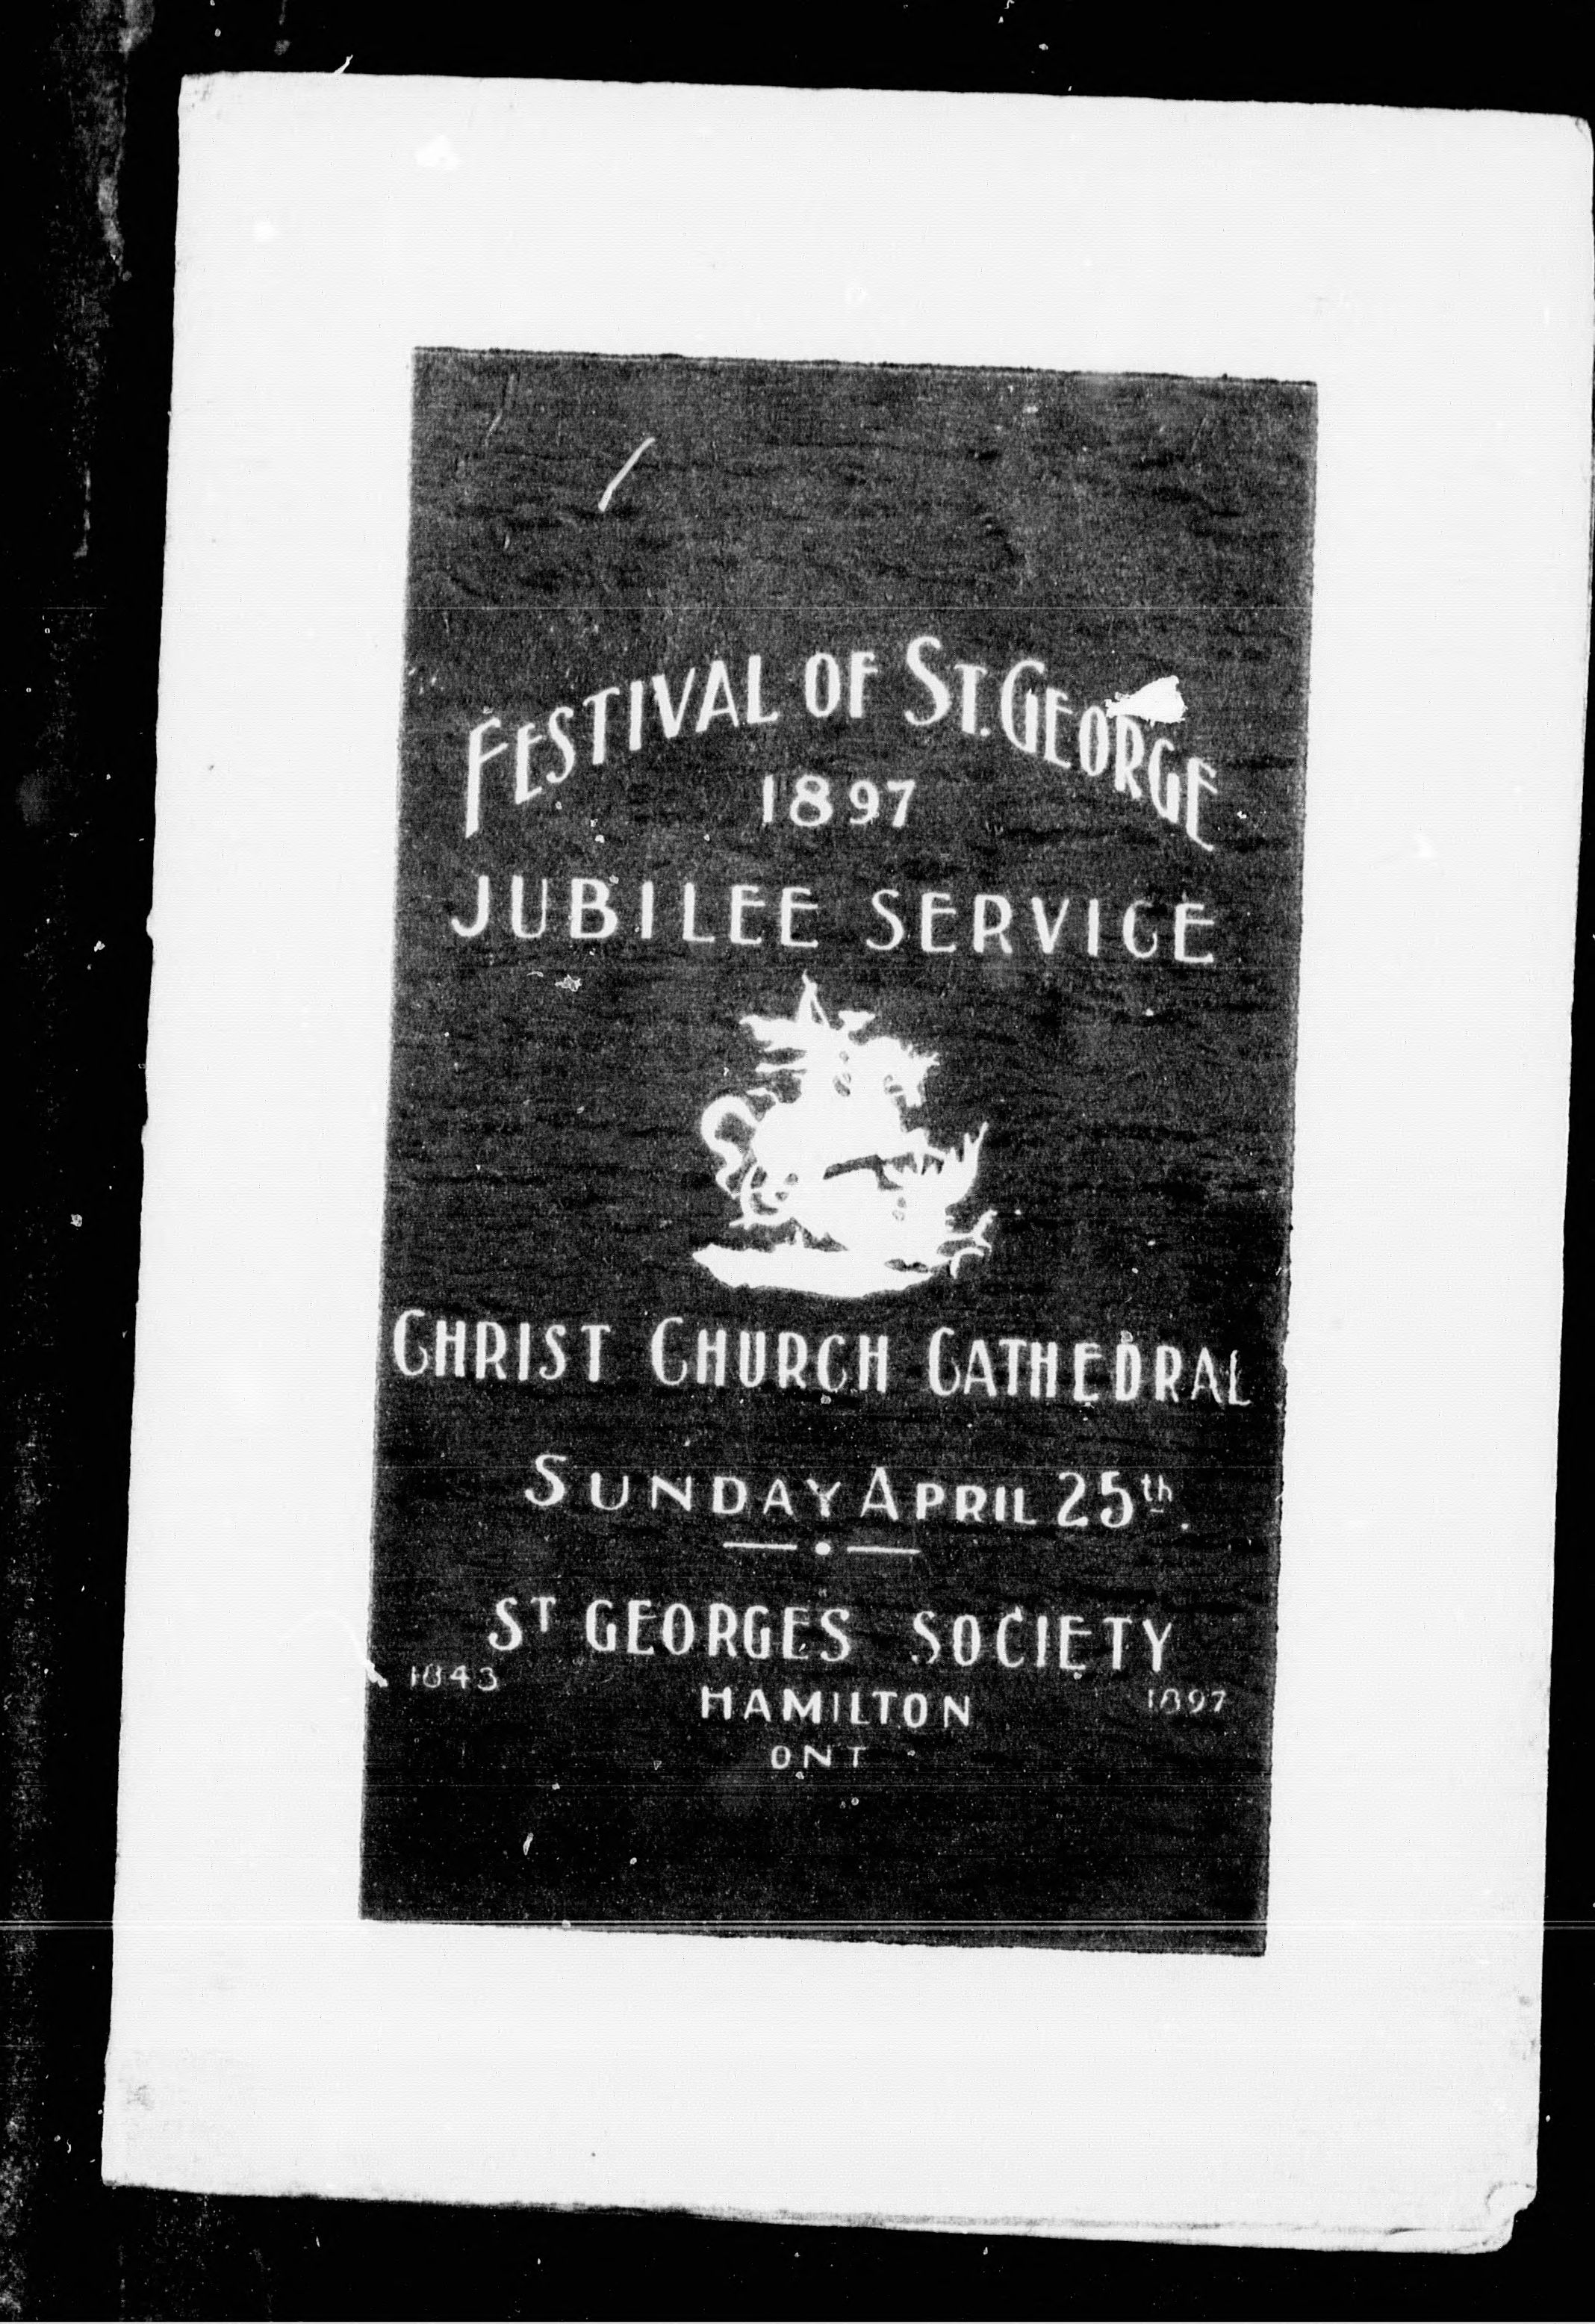 FESTIVAL OF ST. GEORGE
1897
JUBILEE SERVICE
CHRIST CHURCH CATHEDRAL
SUNDAY APRIL 25th.
ST GEORGES SOCIETY
1843 HAMILTON 1897
ONT